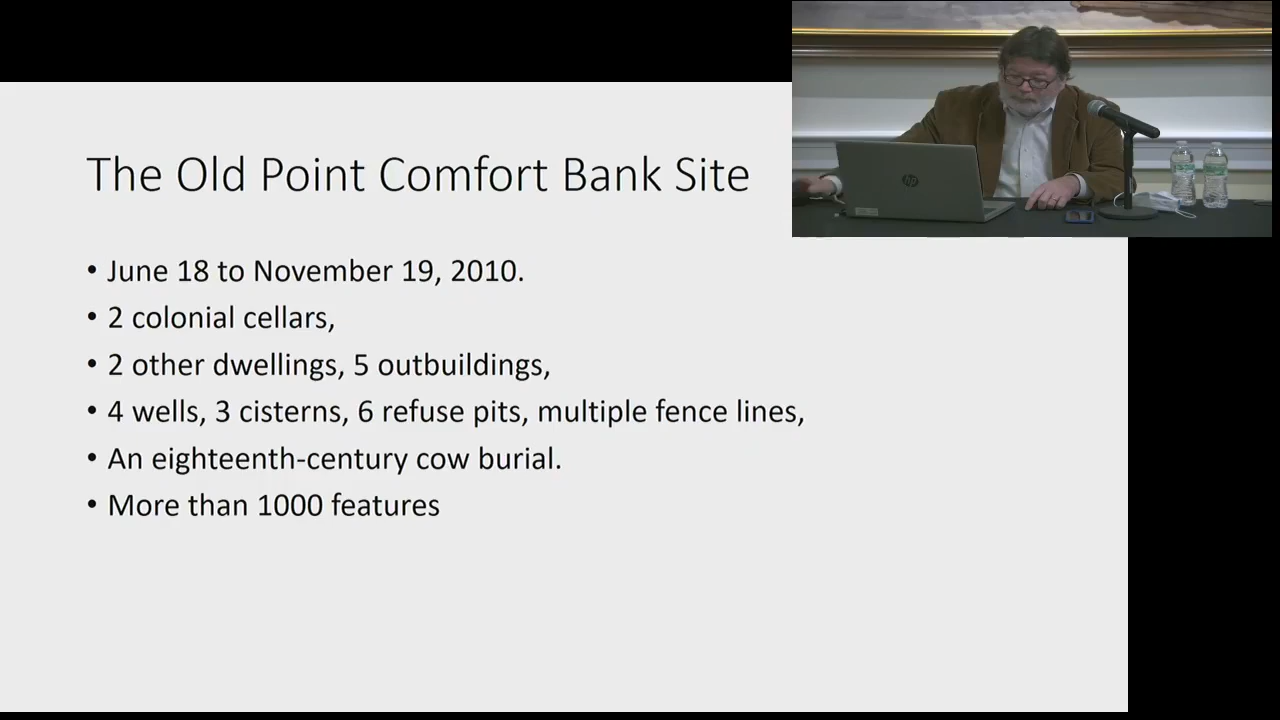 The Old Point Comfort Bank Site
• June 18 to November 19, 2010.
• 2 colonial cellars,
• 2 other dwellings, 5 outbuildings,
• 4 wells, 3 cisterns, 6 refuse pits, multiple fence lines,
• An eighteenth-century cow burial.
• More than 1000 features
hp